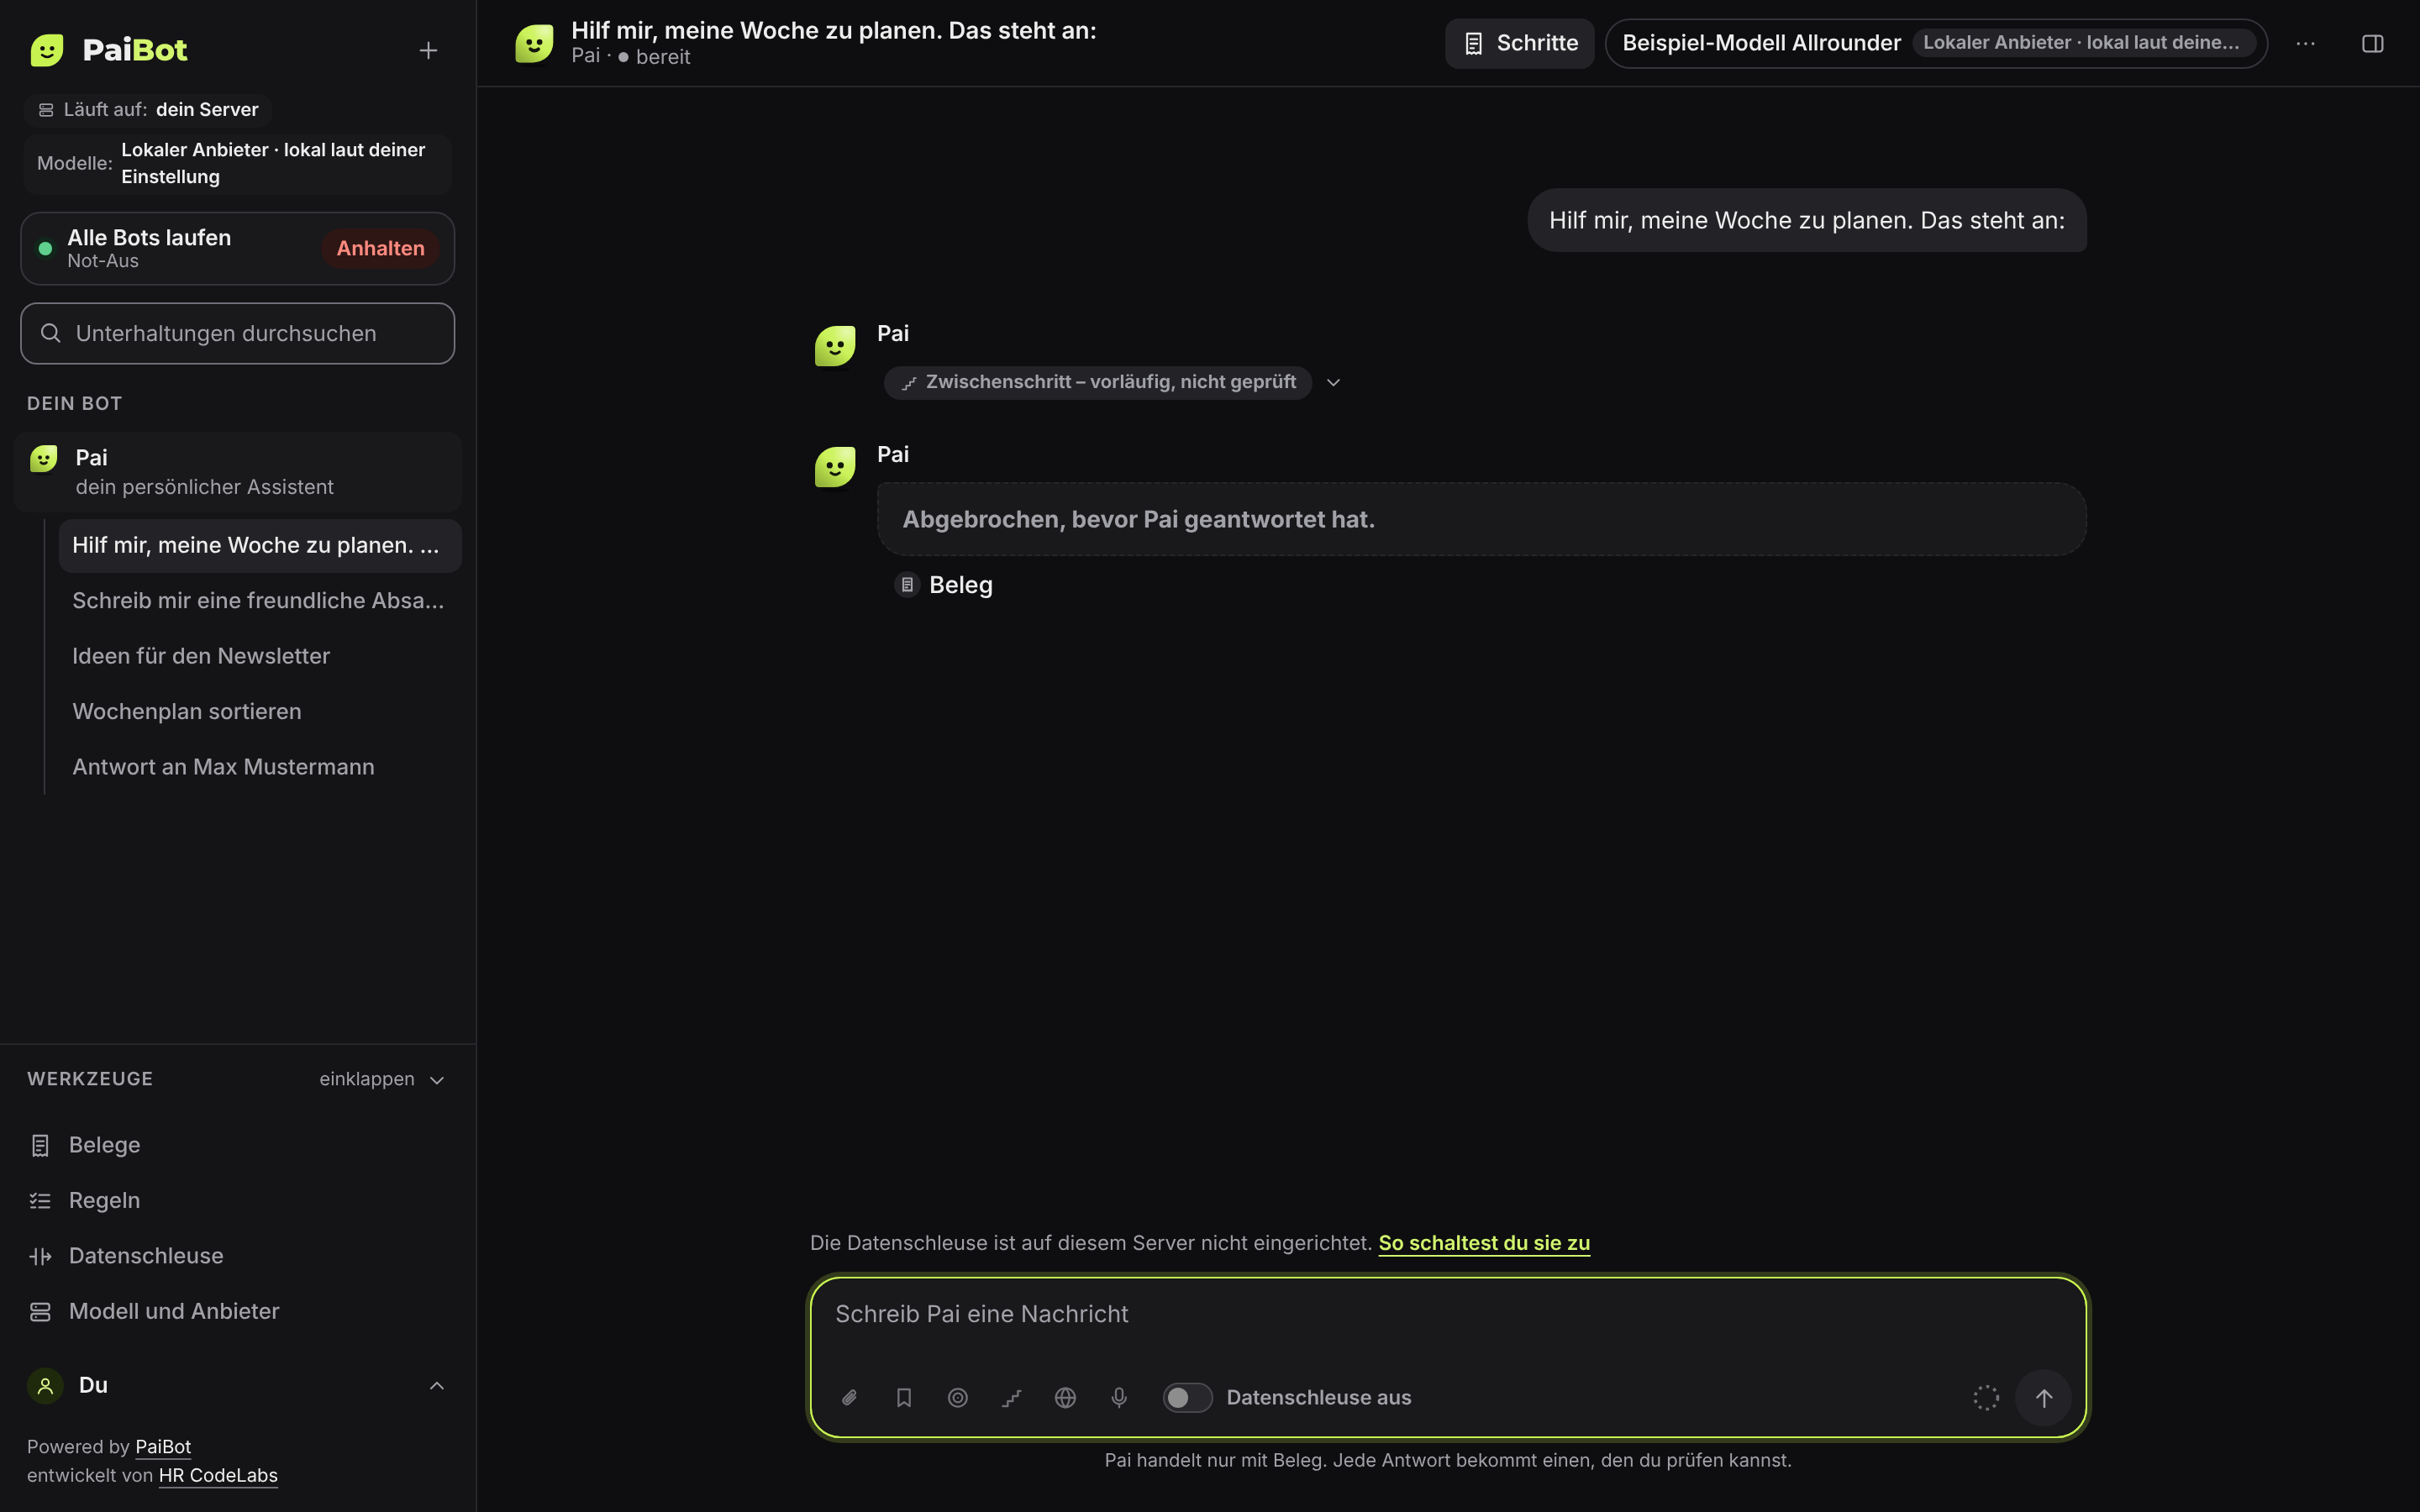 PaiBot
Läuft auf: dein Server
Modelle: Lokaler Anbieter · lokal laut deiner
Einstellung
Alle Bots laufen
Not-Aus
Anhalten
Unterhaltungen durchsuchen
DEIN BOT
Pai
dein persönlicher Assistent
Hilf mir, meine Woche zu planen. ...
Schreib mir eine freundliche Absa...
Ideen für den Newsletter
Wochenplan sortieren
Antwort an Max Mustermann
WERKZEUGE einklappen
Belege
Regeln
Datenschleuse
Modell und Anbieter
Du
Powered by PaiBot
entwickelt von HR CodeLabs
Hilf mir, meine Woche zu planen. Das steht an:
Pai · bereit
Schritte
Beispiel-Modell Allrounder Lokaler Anbieter · lokal laut deine...
Hilf mir, meine Woche zu planen. Das steht an:
Pai
Zwischenschritt – vorläufig, nicht geprüft
Pai
Abgebrochen, bevor Pai geantwortet hat.
Beleg
Die Datenschleuse ist auf diesem Server nicht eingerichtet. So schaltest du sie zu
Schreib Pai eine Nachricht
Datenschleuse aus
Pai handelt nur mit Beleg. Jede Antwort bekommt einen, den du prüfen kannst.